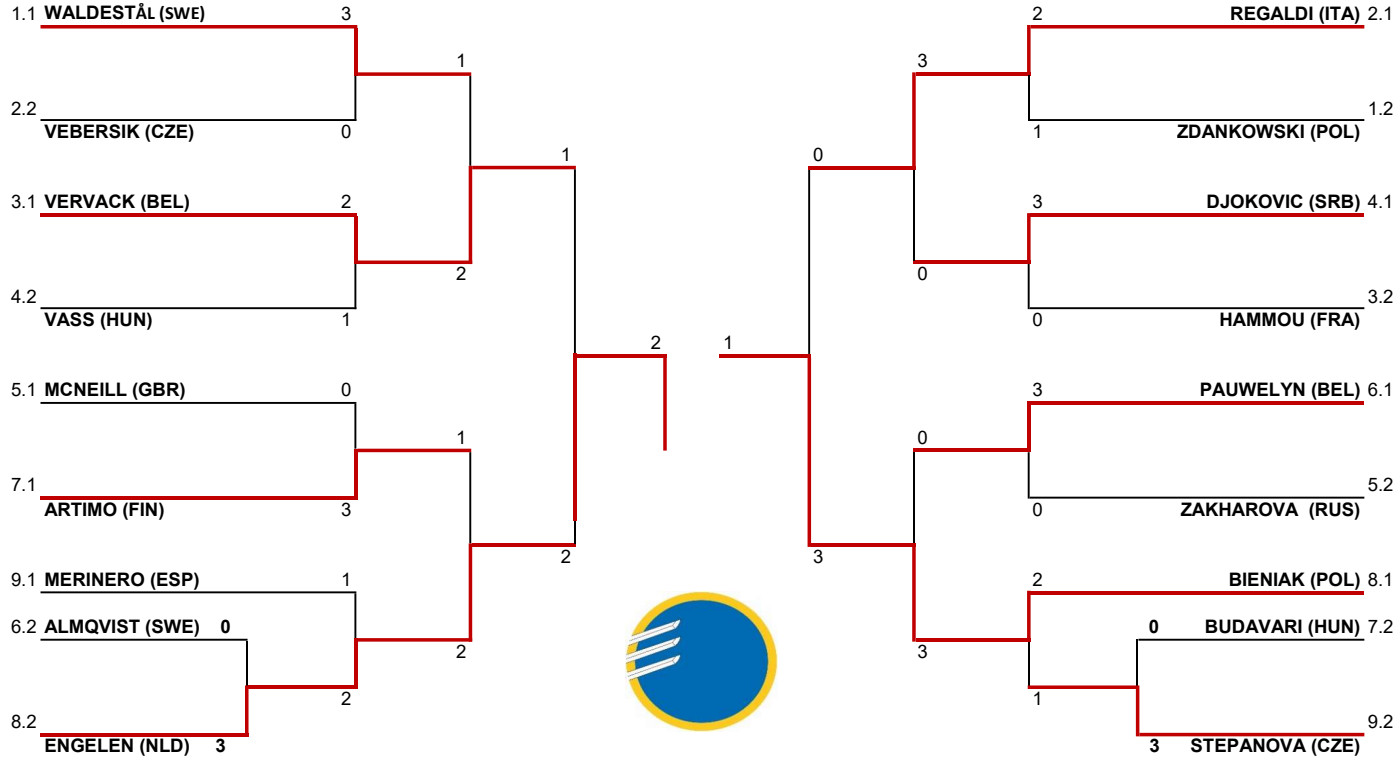 1.1 WALDESTÅL (SWE) 3 2 REGALDI (ITA) 2.1
1 3
2.2 1.2
VEBERSIK (CZE) 0 1 ZDANKOWSKI (POL)
1 0
3.1 VERVACK (BEL) 2 3 DJOKOVIC (SRB) 4.1
2 0
4.2 3.2
VASS (HUN) 1 0 HAMMOU (FRA)
2 1
5.1 MCNEILL (GBR) 0 3 PAUWELYN (BEL) 6.1
1 0
7.1 5.2
ARTIMO (FIN) 3 0 ZAKHAROVA (RUS)
2 3
9.1 MERINERO (ESP) 1 2 BIENIAK (POL) 8.1
6.2 ALMQVIST (SWE) 0 0 BUDAVARI (HUN) 7.2
2 3
2 1
8.2 9.2
ENGELEN (NLD) 3 3 STEPANOVA (CZE)